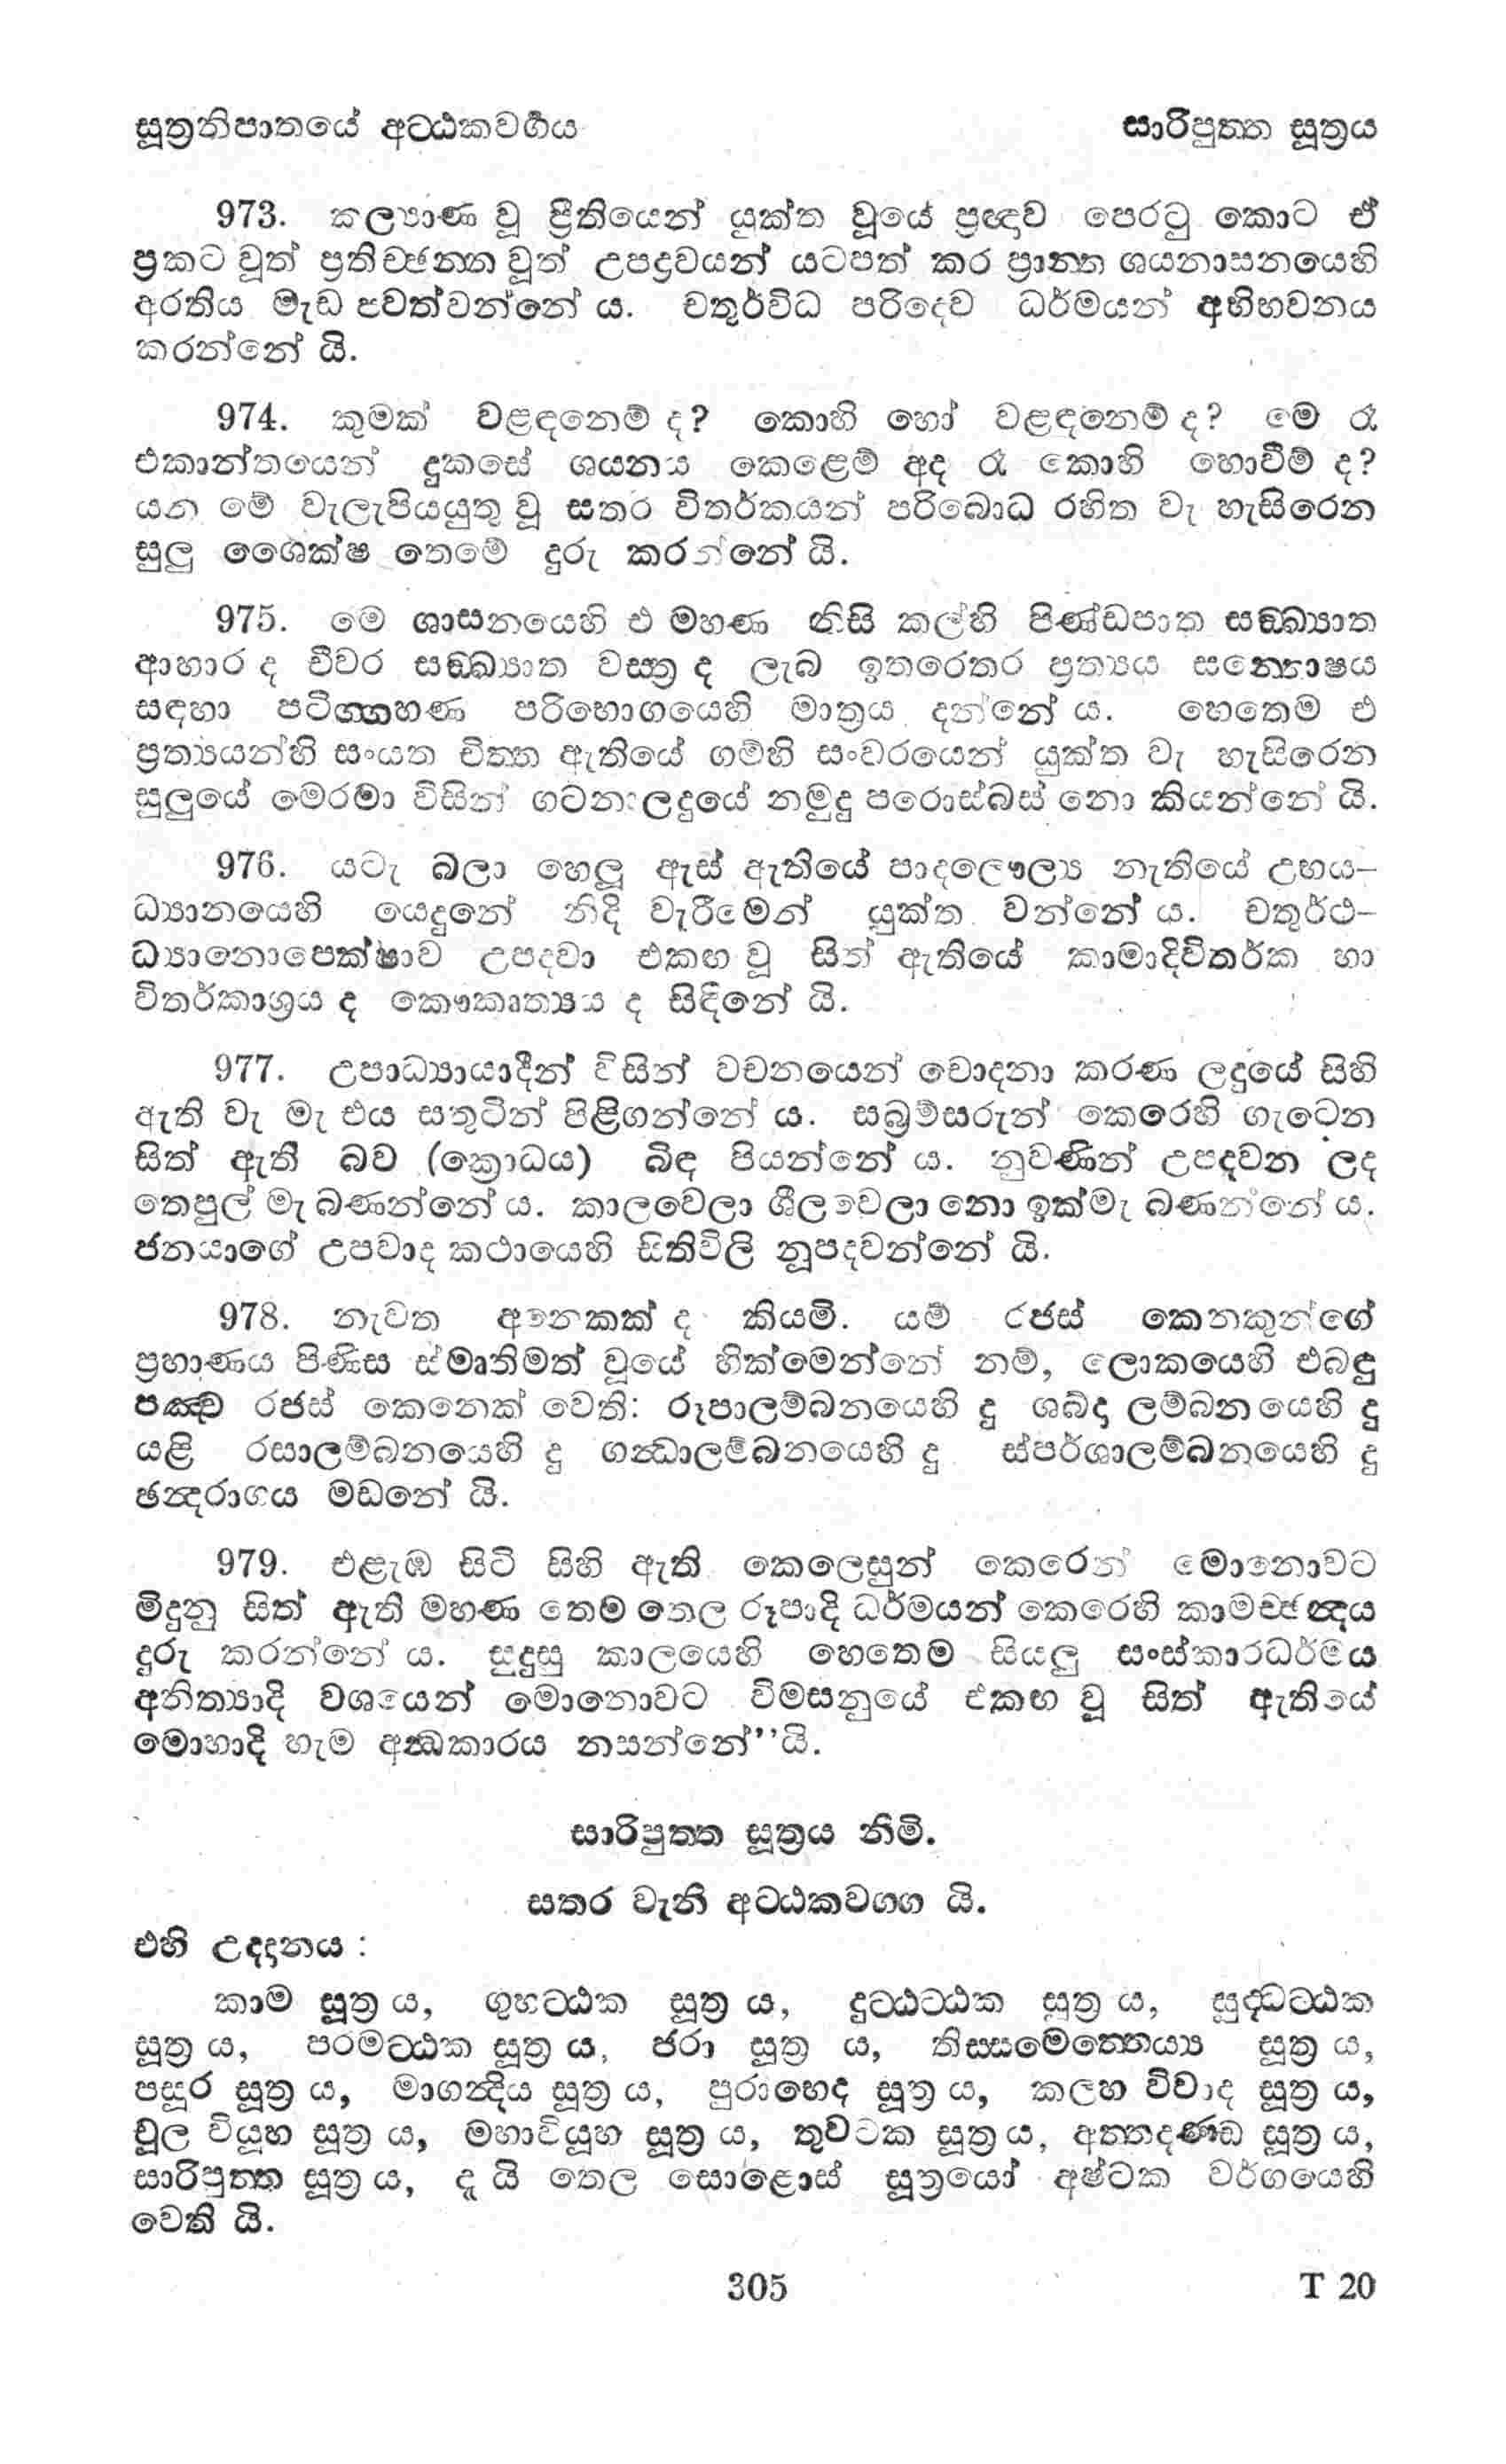 සූත්‍රනිපාතයේ අට්ඨකවර්‍ගය සාරිපුත්ත සූත්‍රය
973. කල්‍යාණ වූ ප්‍රීතියෙන් යුක්ත වූයේ ප්‍රඥාව පෙරටු කොට ඒ
ප්‍රකට වූත් ප්‍රතිච්ඡන්න වූත් උපද්‍රවයන් යටපත් කර ප්‍රාන්ත ශයනාසනයෙහි
අරතිය මැඩ පවත්වන්නේ ය. චතුර්විධ පරිදෙව ධර්මයන් අභිභවනය
කරන්නේ යි.
974. කුමක් වළඳනෙම් ද? කොහි හෝ වළඳනෙම් ද? මෙ රෑ
එකාන්තයෙන් දුකසේ ශයනය කෙළෙමි අද රෑ කොහි හොවිම් ද?
යන මේ වැලැපියයුතු වූ සතර විතර්කයන් පරිබොධ රහිත වැ හැසිරෙන
සුලු ශෛක්ෂ තෙමේ දුරු කරන්නේ යි.
975. මෙ ශාසනයෙහි එ මහණ නිසි කල්හි පිණ්ඩපාත සඞ්ඛ්‍යාත
ආහාර ද චීවර සඞ්ඛ්‍යාත වස්ත්‍ර ද ලැබ ඉතරෙතර ප්‍රත්‍යය සන්තොෂය
සඳහා පටිග්ගහණ පරිභොගයෙහි මාත්‍රය දන්නේ ය. හෙතෙම එ
ප්‍රත්‍යයන්හි සංයත චිත්ත ඇතියේ ගම්හි සංවරයෙන් යුක්ත වැ හැසිරෙන
සුලුයේ මෙරමා විසින් ගටනාලදුයේ නමුදු පරොස්බස් නො කියන්නේ යි.
976. යටැ බලා හෙලූ ඇස් ඇතියේ පාදලෞල්‍ය නැතියේ උභය-
ධ්‍යානයෙහි යෙදුනේ නිදි වැරීමෙන් යුක්ත වන්නේ ය. චතුර්ථ-
ධ්‍යානොපෙක්ෂාව උපදවා එකඟ වූ සිත් ඇතියේ කාමාදිවිතර්ක හා
විතර්කාශ්‍රය ද කෞකෘත්‍යය ද සිඳිනේ යි.
977. උපාධ්‍යායාදීන් විසින් වචනයෙන් චොදනා කරණ ලදුයේ සිහි
ඇති වැ මැ එය සතුටින් පිළිගන්නේ ය. සබ්‍රම්සරුන් කෙරෙහි ගැටෙන
සිත් ඇති බව (ක්‍රොධය) බිඳ පියන්නේ ය. නුවණින් උපදවන ලද
තෙපුල් මැ බණන්නේ ය. කාලවෙලා ශීලවෙලා නො ඉක්මැ බණන්නේ ය.
ජනයාගේ උපවාද කථායෙහි සිතිවිලි නූපදවන්නේ යි.
978. නැවත අනෙකක් ද කියමි. යම් රජස් කෙනකුන්ගේ
ප්‍රහාණය පිණිස ස්මෘතිමත් වූයේ හික්මෙන්නේ නම්, ලොකයෙහි එබඳු
පඤ්ච රජස් කෙනෙක් වෙති: රූපාලම්බනයෙහි දු ශබ්දාලම්බනයෙහි දු
යළි රසාලම්බනයෙහි දු ගන්ධාලම්බනයෙහි දු ස්පර්ශාලම්බනයෙහි දු
ඡන්දරාගය මඩනේ යි.
979. එළැඹ සිටි සිහි ඇති කෙලෙසුන් කෙරෙන් මොනොවට
මිදුනු සිත් ඇති මහණ තෙම තෙල රූපාදි ධර්මයන් කෙරෙහි කාමච්ඡන්දය
දුරු කරන්නේ ය. සුදුසු කාලයෙහි හෙතෙම සියලු සංස්කාරධර්මය
අනිත්‍යාදි වශයෙන් මොනොවට විමසනුයේ එකඟ වූ සිත් ඇතියේ
මොහාදි හැම අන්ධකාරය නසන්නේ’’යි.
සාරිපුත්ත සූත්‍රය නිමි.
සතර වැනි අට්ඨකවග්ග යි.
එහි උද්දානය :
කාම සූත්‍ර ය, ගුහට්ඨක සූත්‍ර ය, දුට්ඨට්ඨක සූත්‍ර ය, සුද්ධට්ඨක
සූත්‍ර ය, පරමට්ඨක සූත්‍ර ය, ජරා සූත්‍ර ය, තිස්සමෙත්තෙය්‍ය සූත්‍ර ය,
පසූර සූත්‍ර ය, මාගන්දිය සූත්‍ර ය, පුරාභෙද සූත්‍ර ය, කලහ විවාද සූත්‍ර ය,
චූල වියූහ සූත්‍ර ය, මහාවියූහ සූත්‍ර ය, තුවටක සූත්‍ර ය, අත්තදණ්ඩ සූත්‍ර ය,
සාරිපුත්ත සූත්‍ර ය, දැ යි තෙල සොළොස් සූත්‍රයෝ අෂ්ටක වර්ගයෙහි
වෙති යි.
305 T 20